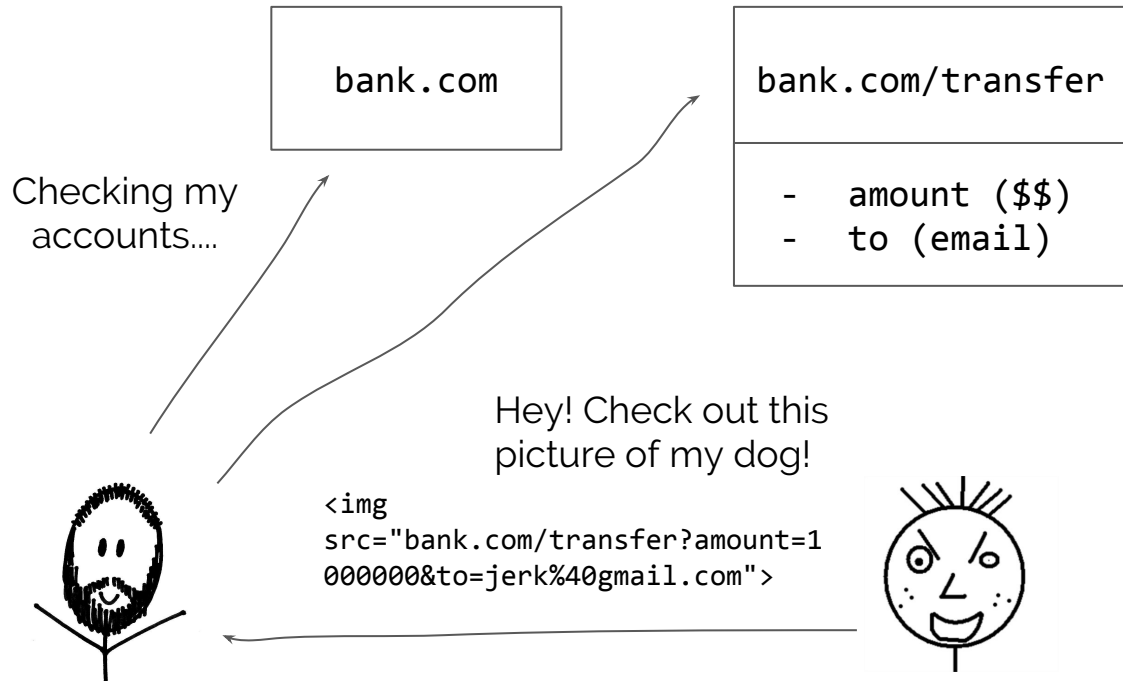 bank.com
bank.com/transfer
- amount ($$)
- to (email)
Checking my
accounts....
Hey! Check out this
picture of my dog!
<img
src="bank.com/transfer?amount=1
000000&to=jerk%40gmail.com">